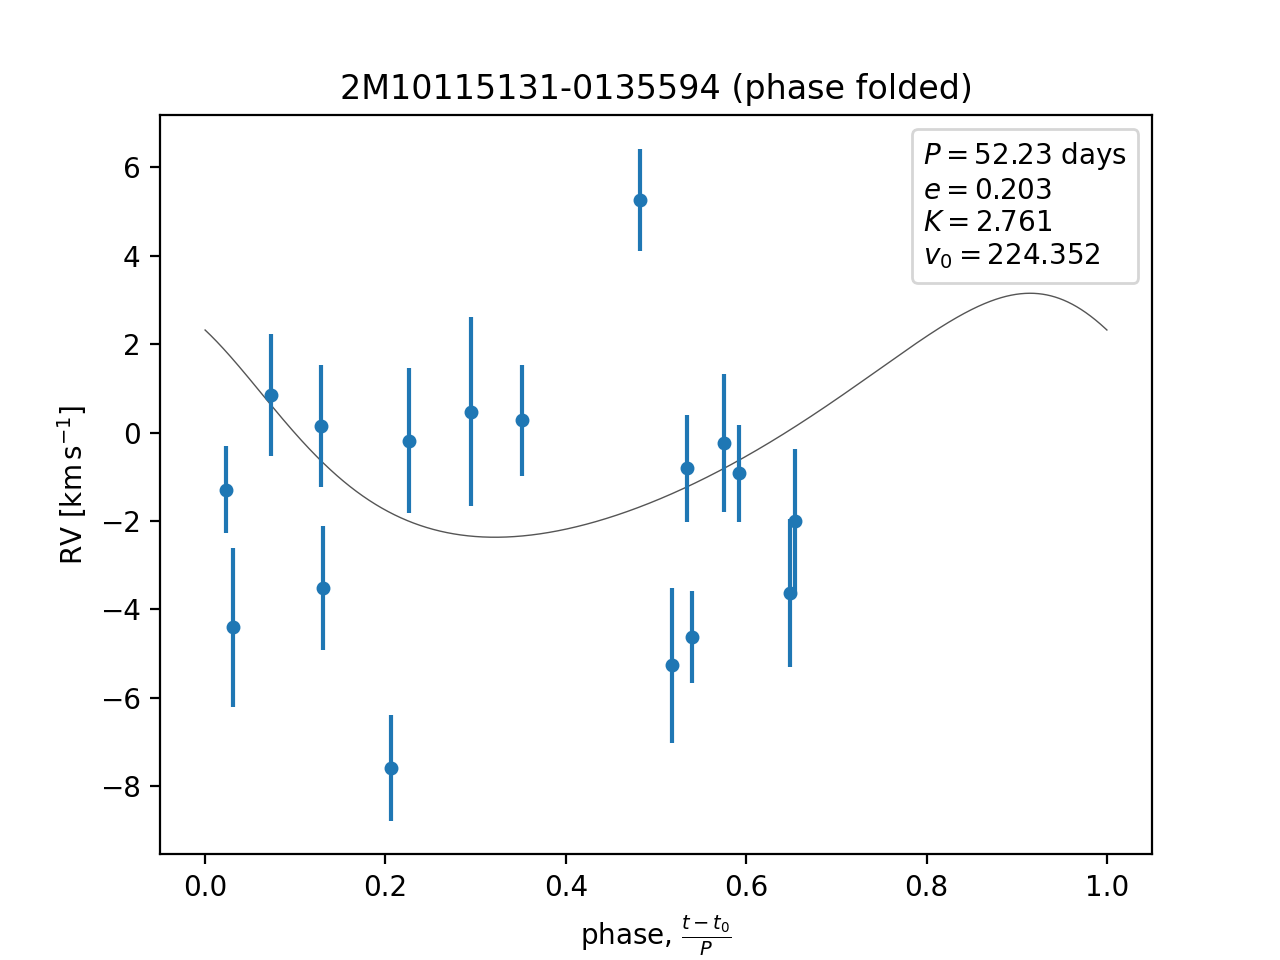 2M10115131-0135594 (phase folded)
P = 52.23 days
e = 0.203
K = 2.761
v₀ = 224.352
6
4
2
0
−2
−4
−6
−8
RV [km s⁻¹]
0.0 0.2 0.4 0.6 0.8 1.0
phase, (t − t₀)/P